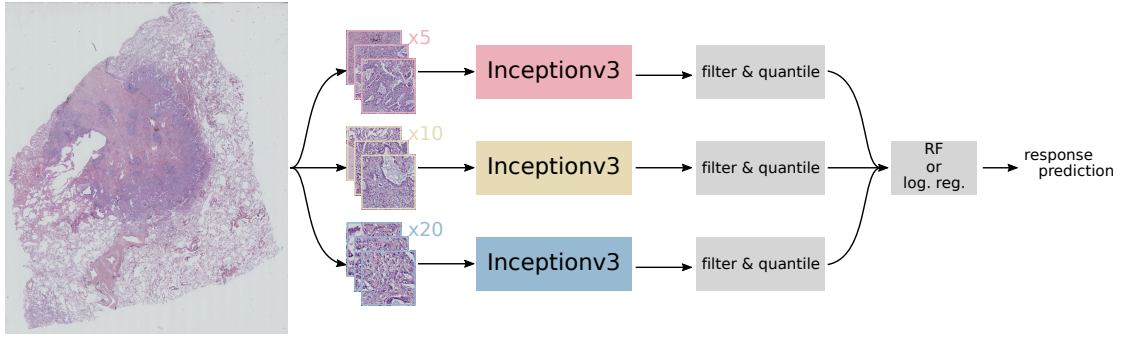 x5
Inceptionv3
filter & quantile
x10
Inceptionv3
filter & quantile
x20
Inceptionv3
filter & quantile
RF
or
log. reg.
response
prediction